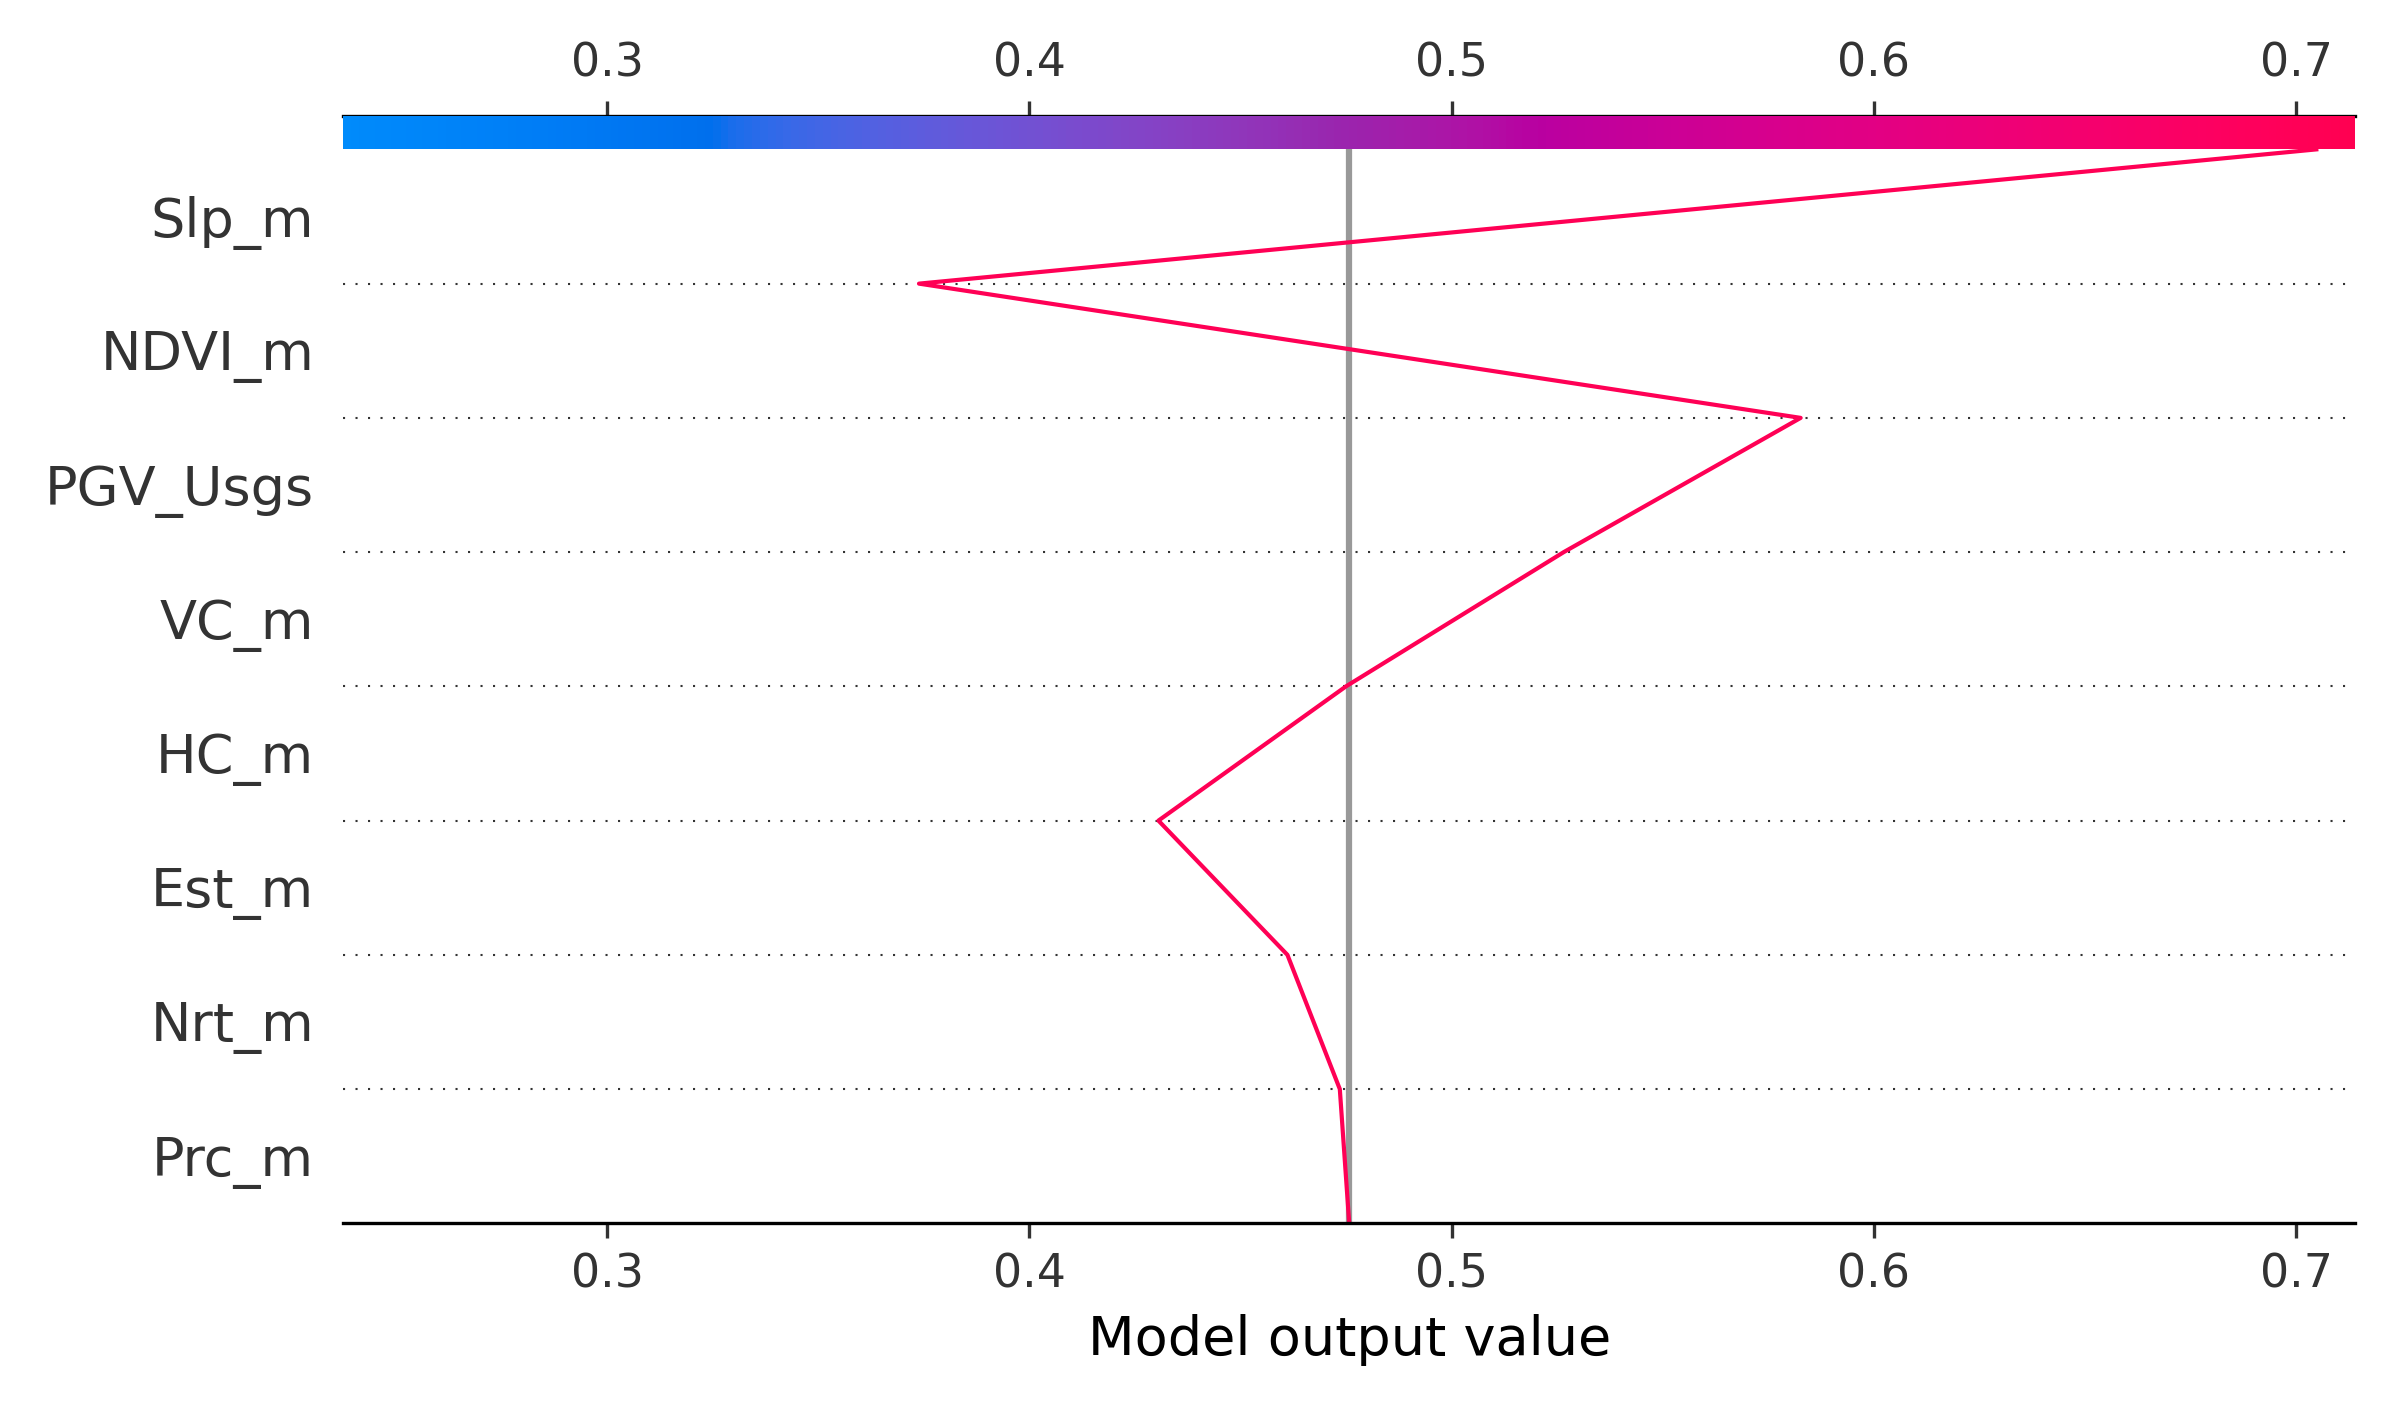 0.3 0.4 0.5 0.6 0.7
Slp_m
NDVI_m
PGV_Usgs
VC_m
HC_m
Est_m
Nrt_m
Prc_m
0.3 0.4 0.5 0.6 0.7
Model output value